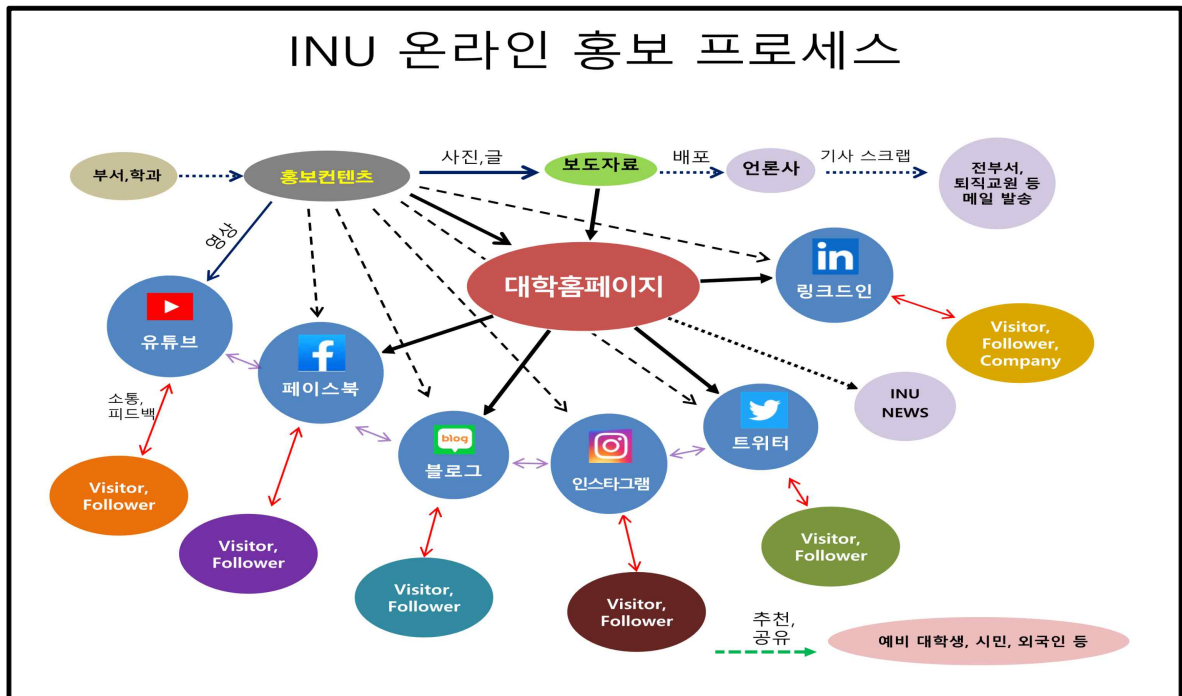 INU 온라인 홍보 프로세스
부서,학과
홍보컨텐츠
사진,글
보도자료
배포
언론사
기사 스크랩
전부서,
퇴직교원 등
메일 발송
영상
대학홈페이지
in
링크드인
유튜브
f
페이스북
Visitor,
Follower,
Company
INU
NEWS
소통,
피드백
blog
블로그
인스타그램
트위터
Visitor,
Follower
Visitor,
Follower
Visitor,
Follower
Visitor,
Follower
Visitor,
Follower
추천,
공유
예비 대학생, 시민, 외국인 등